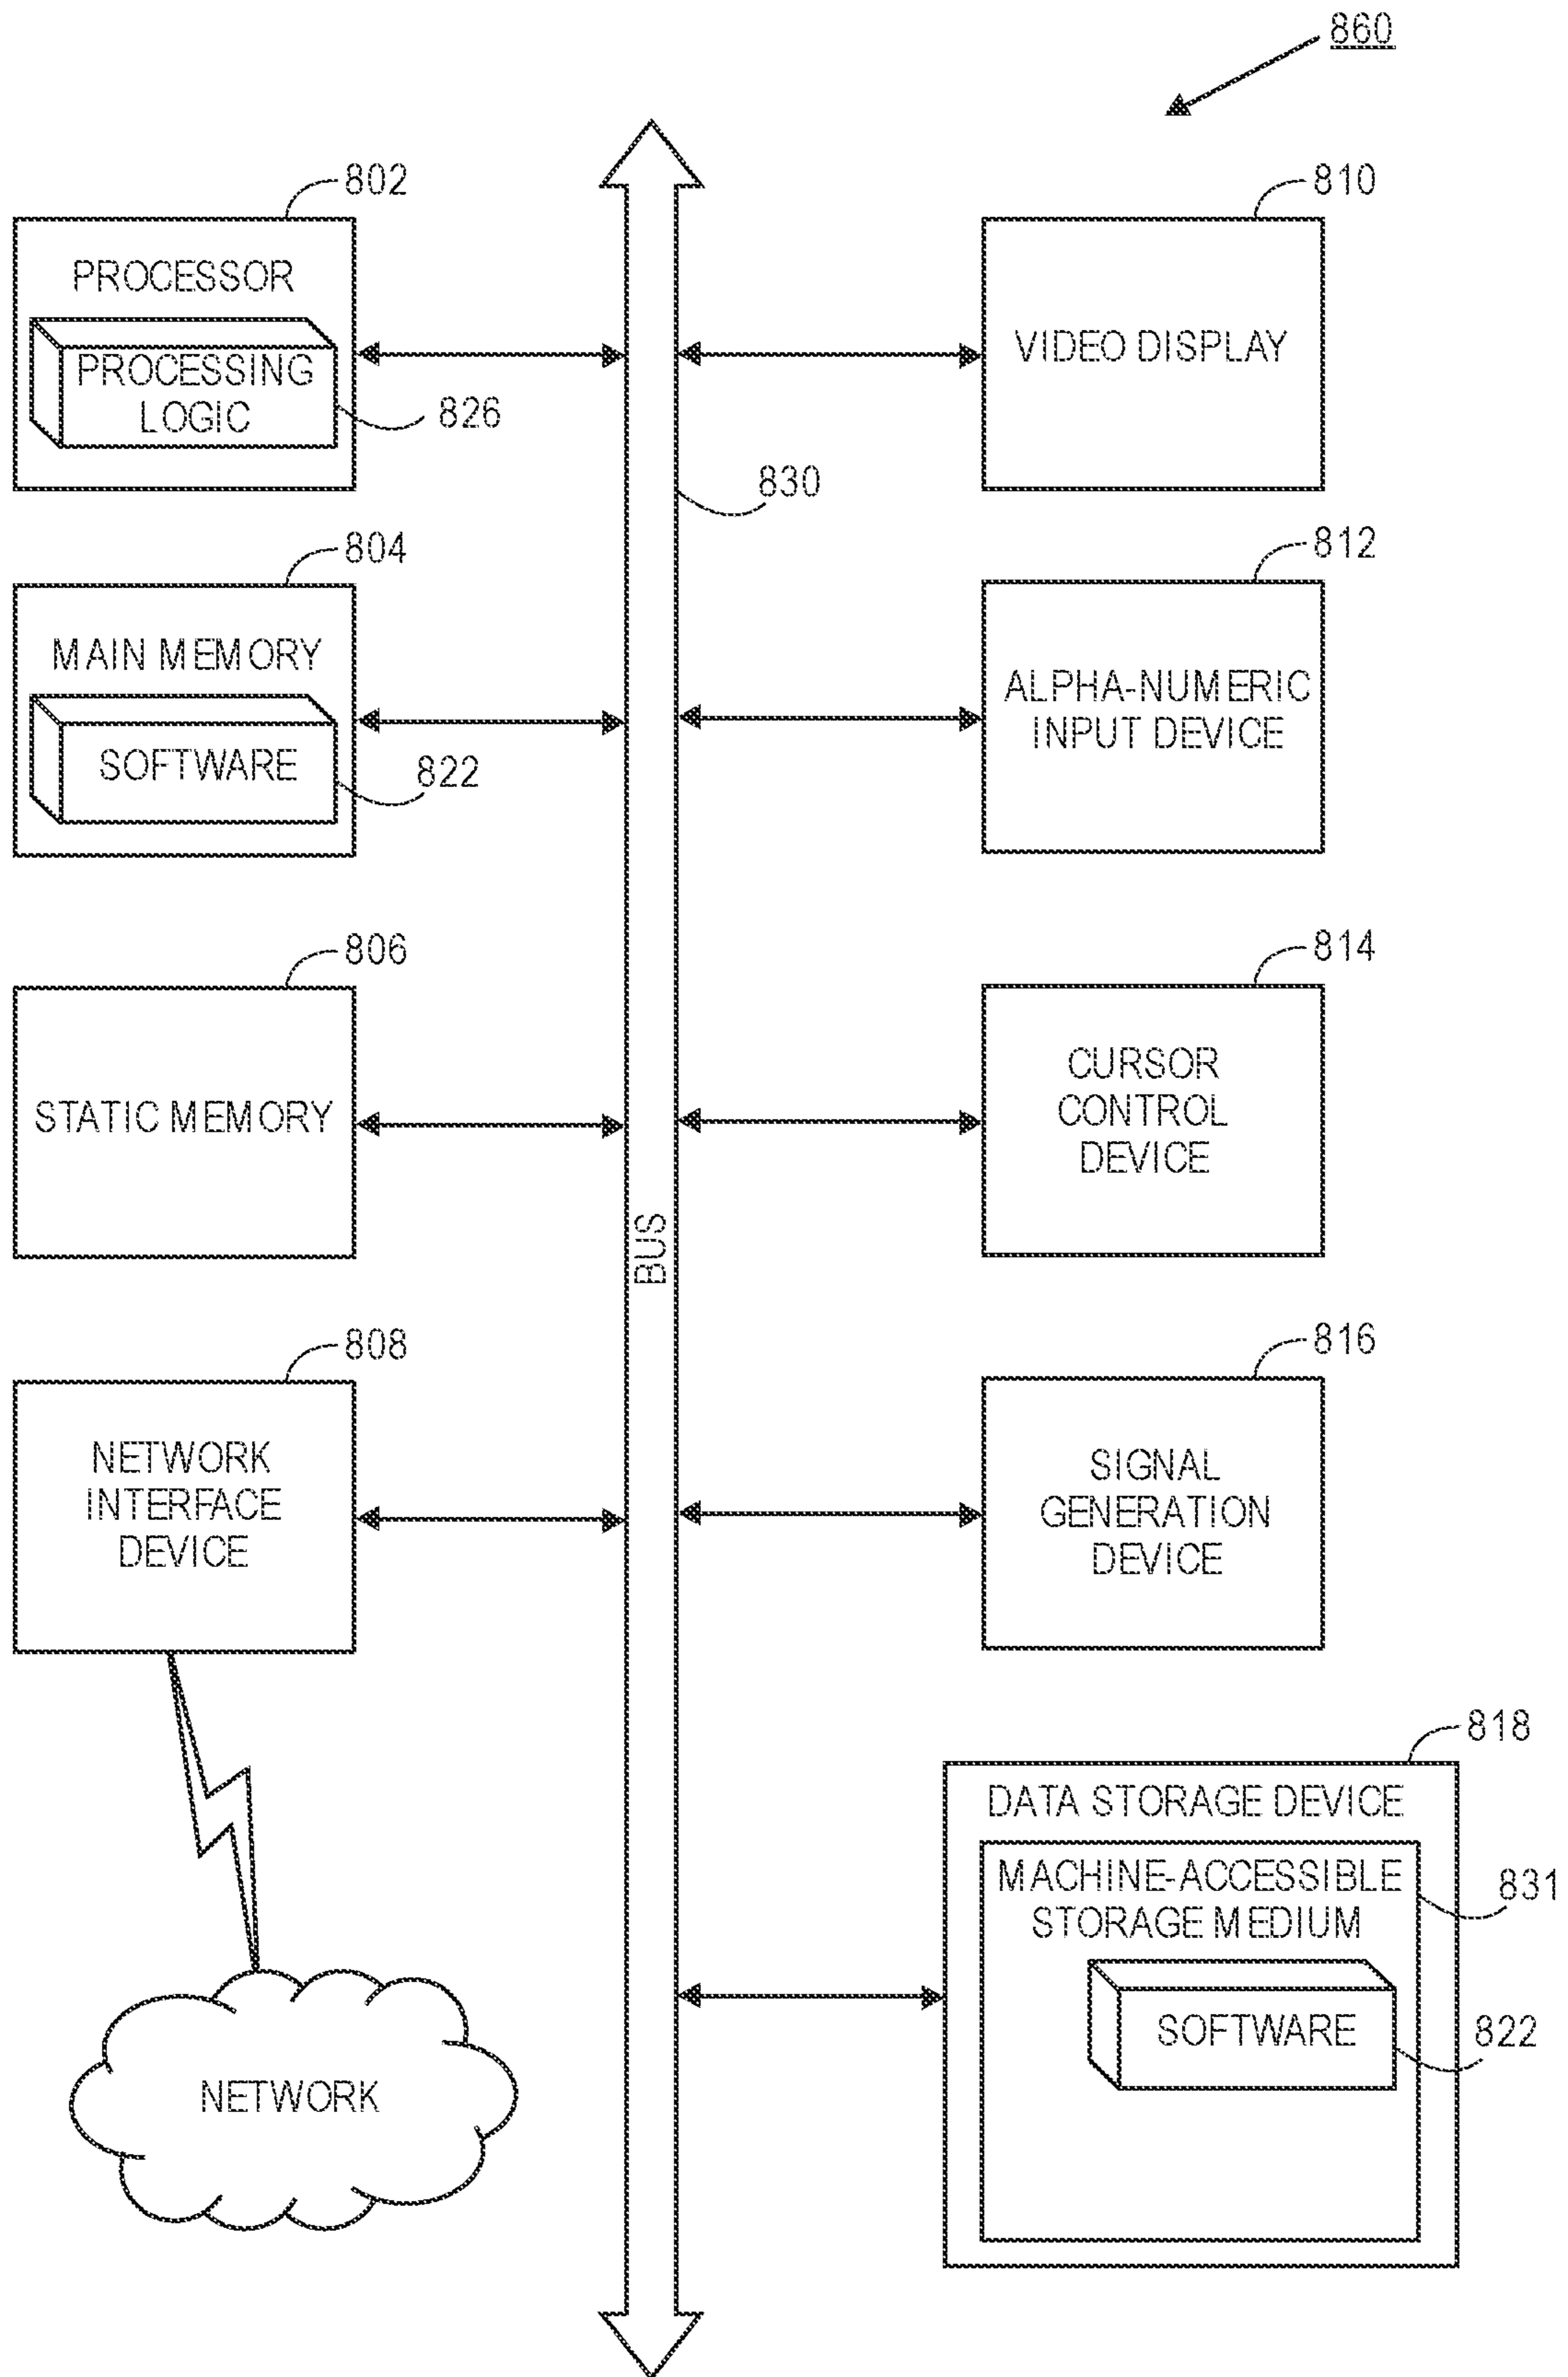 860
802
PROCESSOR
PROCESSING
LOGIC
826
804
MAIN MEMORY
SOFTWARE
822
806
STATIC MEMORY
808
NETWORK
INTERFACE
DEVICE
NETWORK
BUS
830
810
VIDEO DISPLAY
812
ALPHA-NUMERIC
INPUT DEVICE
814
CURSOR
CONTROL
DEVICE
816
SIGNAL
GENERATION
DEVICE
818
DATA STORAGE DEVICE
MACHINE-ACCESSIBLE
STORAGE MEDIUM
831
SOFTWARE
822